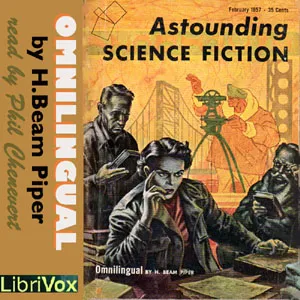 OMNILINGUAL
by H.Beam Piper
read by Phil Chenevert
LibriVox
February 1957 · 35 Cents
Astounding
SCIENCE FICTION
Omnilingual BY H. BEAM PIPER